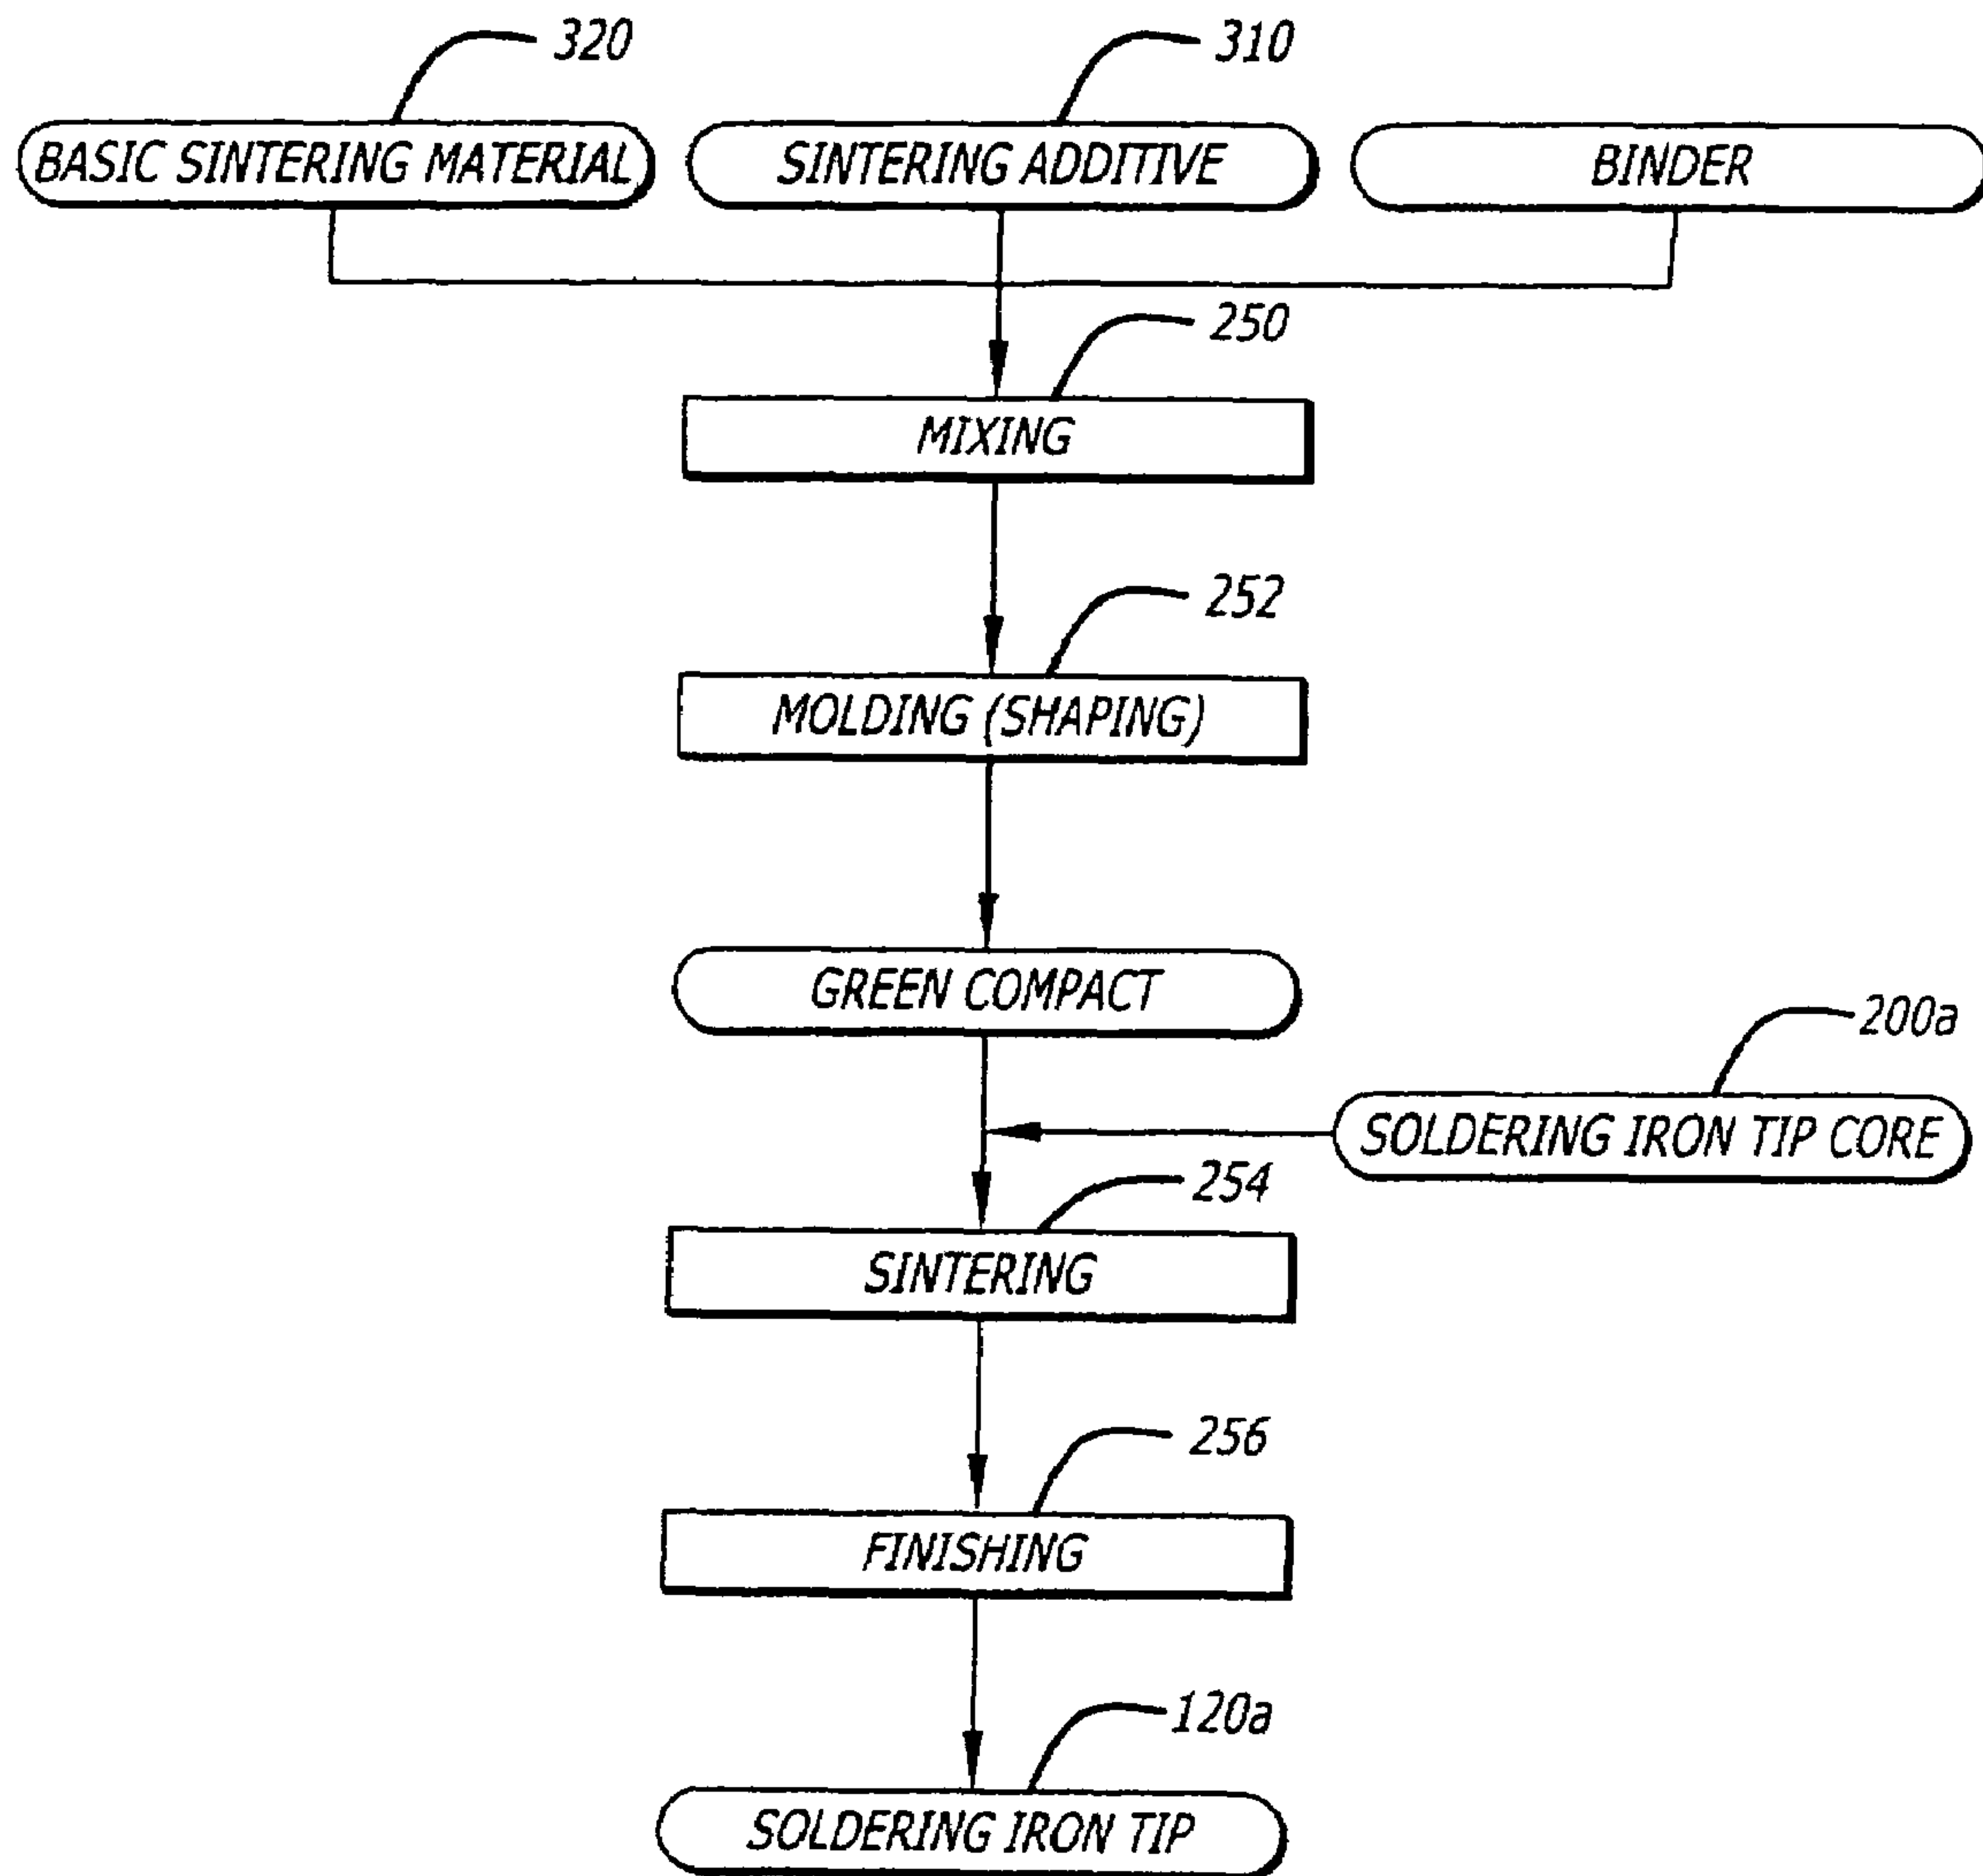 320
310
BASIC SINTERING MATERIAL
SINTERING ADDITIVE
BINDER
250
MIXING
252
MOLDING (SHAPING)
GREEN COMPACT
200a
SOLDERING IRON TIP CORE
254
SINTERING
256
FINISHING
120a
SOLDERING IRON TIP